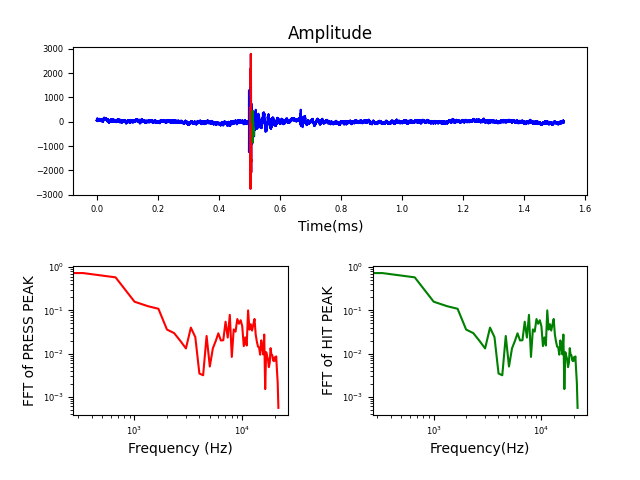 Amplitude
3000
2000
1000
0
−1000
−2000
−3000
0.0 0.2 0.4 0.6 0.8 1.0 1.2 1.4 1.6
Time(ms)
FFT of PRESS PEAK
10⁰
10⁻¹
10⁻²
10⁻³
10³ 10⁴
Frequency (Hz)
FFT of HIT PEAK
10⁰
10⁻¹
10⁻²
10⁻³
10³ 10⁴
Frequency(Hz)